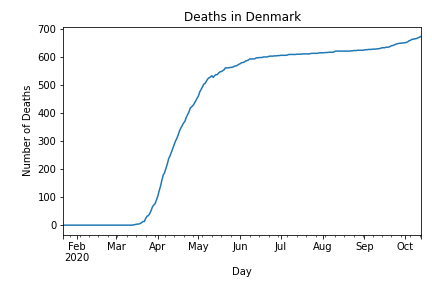 Deaths in Denmark
Number of Deaths
700
600
500
400
300
200
100
0
Feb Mar Apr May Jun Jul Aug Sep Oct
2020
Day